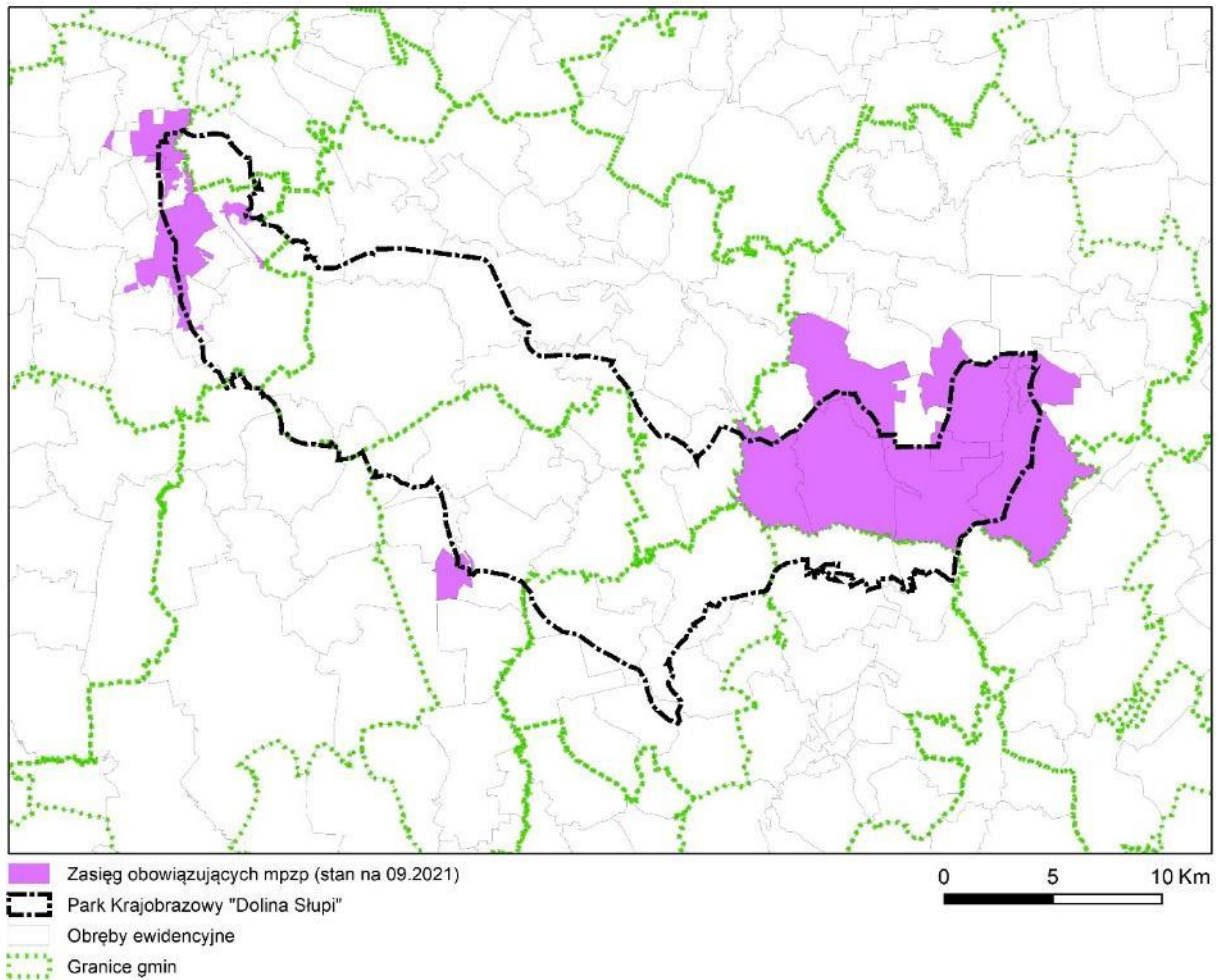 Zasięg obowiązujących mpzp (stan na 09.2021)
Park Krajobrazowy "Dolina Słupi"
Obręby ewidencyjne
Granice gmin
0 5 10 Km